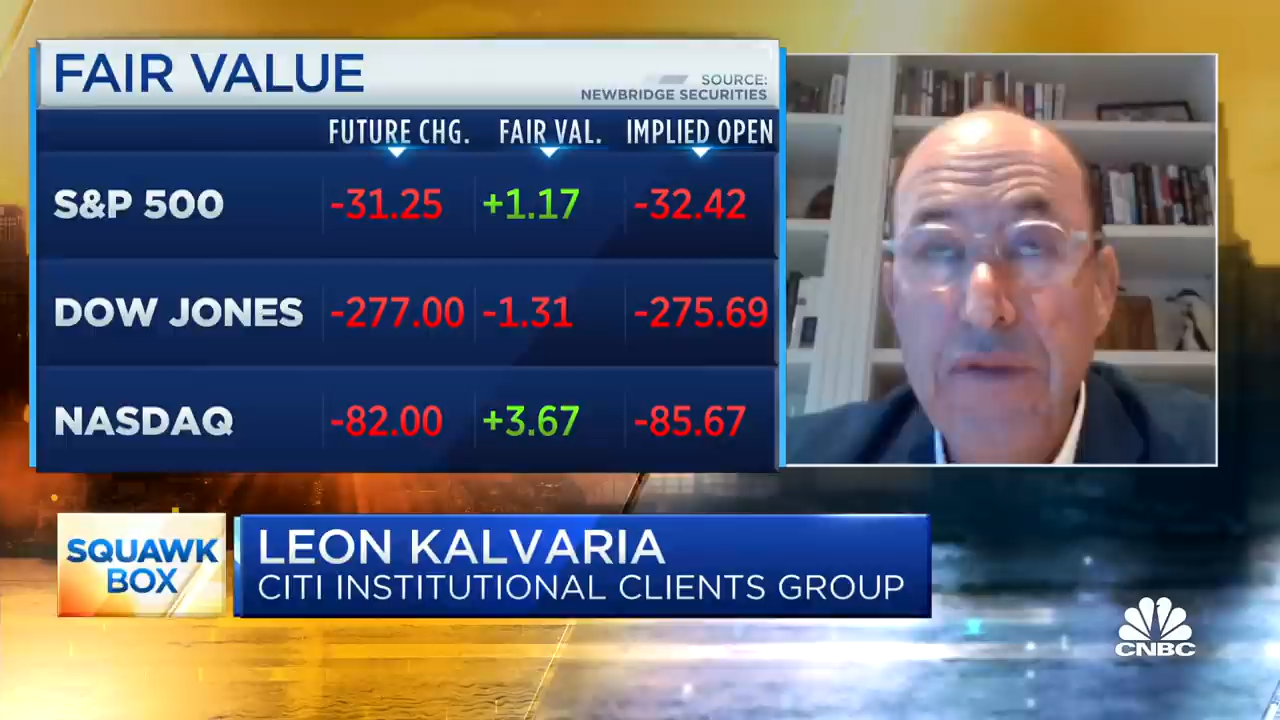 FAIR VALUE
SOURCE:
NEWBRIDGE SECURITIES
FUTURE CHG. FAIR VAL. IMPLIED OPEN
S&P 500 -31.25 +1.17 -32.42
DOW JONES -277.00 -1.31 -275.69
NASDAQ -82.00 +3.67 -85.67
SQUAWK
BOX
LEON KALVARIA
CITI INSTITUTIONAL CLIENTS GROUP
CNBC